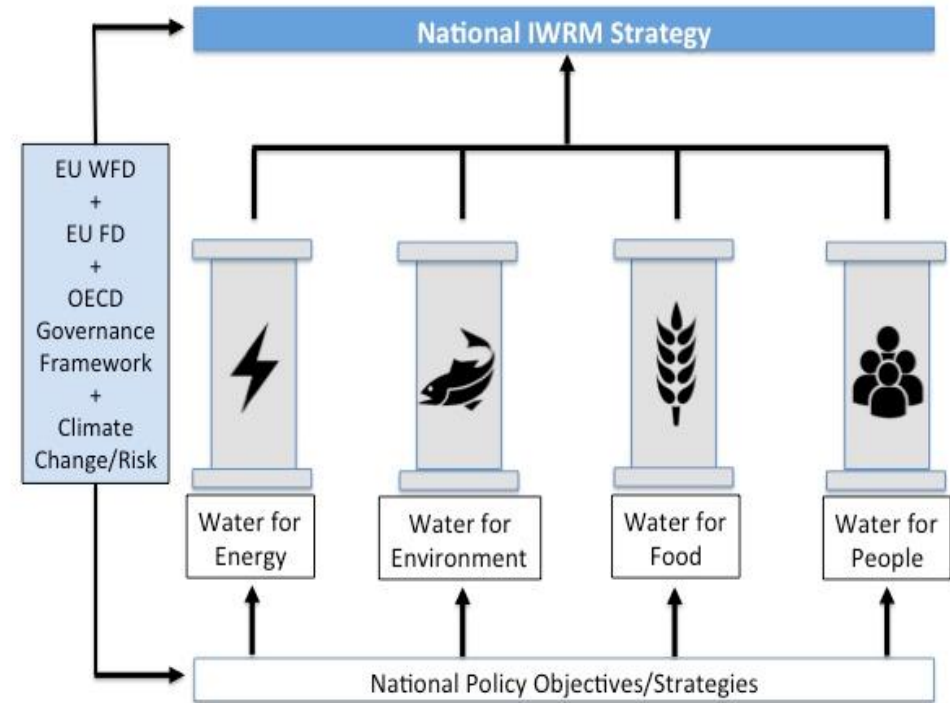 National IWRM Strategy
EU WFD
+
EU FD
+
OECD
Governance
Framework
+
Climate
Change/Risk
Water for
Energy
Water for
Environment
Water for
Food
Water for
People
National Policy Objectives/Strategies